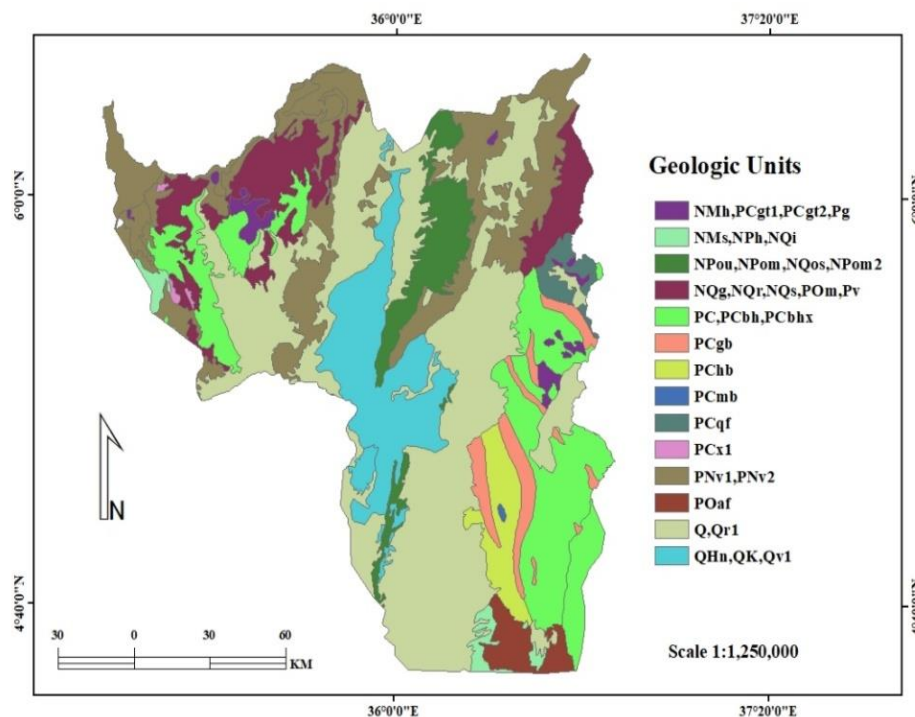 36°0'0"E 37°20'0"E
6°0'0"N
Geologic Units
NMh,PCgt1,PCgt2,Pg
NMs,NPh,NQi
NPou,NPom,NQos,NPom2
NQg,NQr,NQs,POm,Pv
PC,PCbh,PCbhx
PCgb
PChb
PCmb
PCqf
PCx1
PNv1,PNv2
POaf
Q,Qr1
QHn,QK,Qv1
N
4°40'0"N
30 0 30 60
KM
Scale 1:1,250,000
36°0'0"E 37°20'0"E